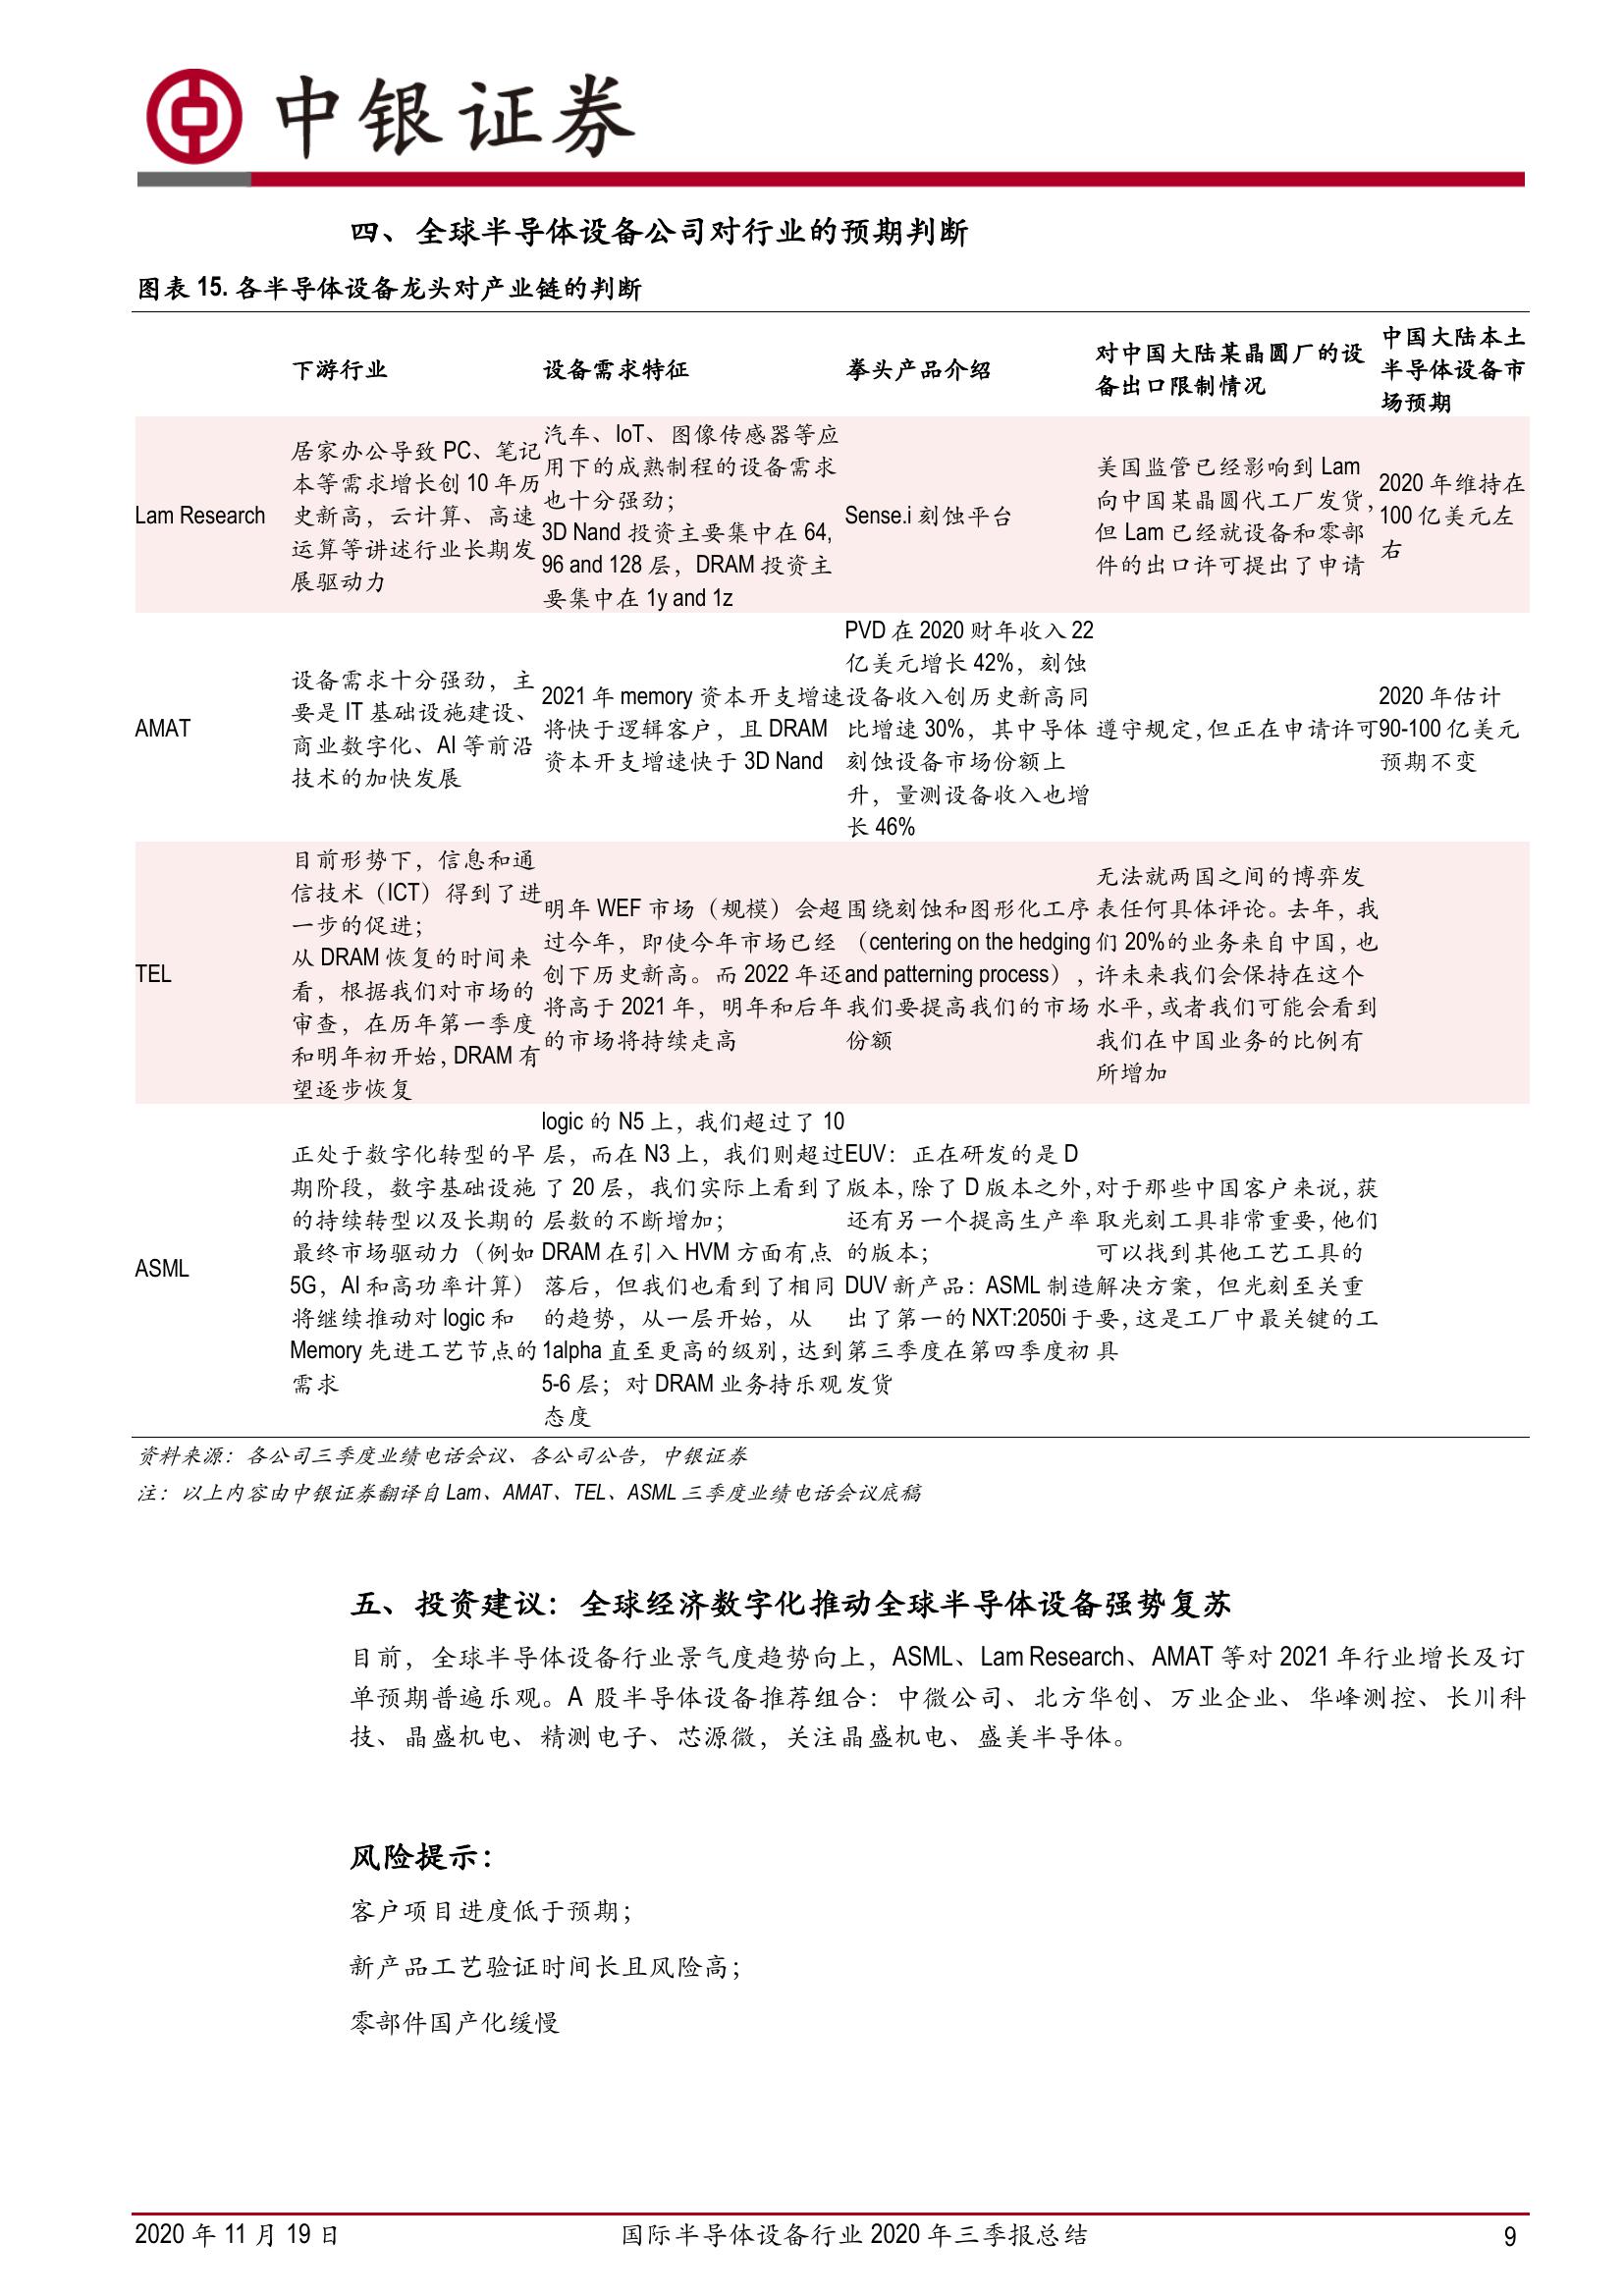 中银证券
四、全球半导体设备公司对行业的预期判断
图表 15. 各半导体设备龙头对产业链的判断
下游行业
设备需求特征
拳头产品介绍
对中国大陆某晶圆厂的设
备出口限制情况
中国大陆本土
半导体设备市
场预期
Lam Research
居家办公导致 PC、笔记
本等需求增长创 10 年历
史新高，云计算、高速
运算等讲述行业长期发
展驱动力
汽车、IoT、图像传感器等应
用下的成熟制程的设备需求
也十分强劲；
3D Nand 投资主要集中在 64,
96 and 128 层，DRAM 投资主
要集中在 1y and 1z
Sense.i 刻蚀平台
美国监管已经影响到 Lam
向中国某晶圆代工厂发货，
但 Lam 已经就设备和零部
件的出口许可提出了申请
2020 年维持在
100 亿美元左
右
AMAT
设备需求十分强劲，主
要是 IT 基础设施建设、
商业数字化、AI 等前沿
技术的加快发展
2021 年 memory 资本开支增速
将快于逻辑客户，且 DRAM
资本开支增速快于 3D Nand
PVD 在 2020 财年收入 22
亿美元增长 42%，刻蚀
设备收入创历史新高同
比增速 30%，其中导体
刻蚀设备市场份额上
升，量测设备收入也增
长 46%
遵守规定，但正在申请许可
2020 年估计
90-100 亿美元
预期不变
TEL
目前形势下，信息和通
信技术（ICT）得到了进
一步的促进；
从 DRAM 恢复的时间来
看，根据我们对市场的
审查，在历年第一季度
和明年初开始，DRAM 有
望逐步恢复
明年 WEF 市场（规模）会超
过今年，即使今年市场已经
创下历史新高。而 2022 年还
将高于 2021 年，明年和后年
的市场将持续走高
围绕刻蚀和图形化工序
（centering on the hedging
and patterning process），
我们要提高我们的市场
份额
无法就两国之间的博弈发
表任何具体评论。去年，我
们 20%的业务来自中国，也
许未来我们会保持在这个
水平，或者我们可能会看到
我们在中国业务的比例有
所增加
ASML
正处于数字化转型的早
期阶段，数字基础设施
的持续转型以及长期的
最终市场驱动力（例如
5G，AI 和高功率计算）
将继续推动对 logic 和
Memory 先进工艺节点的
需求
logic 的 N5 上，我们超过了 10
层，而在 N3 上，我们则超过
了 20 层，我们实际上看到了
层数的不断增加；
DRAM 在引入 HVM 方面有点
落后，但我们也看到了相同
的趋势，从一层开始，从
1alpha 直至更高的级别，达到
5-6 层；对 DRAM 业务持乐观
态度
EUV：正在研发的是 D
版本，除了 D 版本之外，
还有另一个提高生产率
的版本；
DUV 新产品：ASML 制造
出了第一的 NXT:2050i 于
第三季度在第四季度初
发货
对于那些中国客户来说，获
取光刻工具非常重要，他们
可以找到其他工艺工具的
解决方案，但光刻至关重
要，这是工厂中最关键的工
具
资料来源：各公司三季度业绩电话会议、各公司公告，中银证券
注：以上内容由中银证券翻译自 Lam、AMAT、TEL、ASML 三季度业绩电话会议底稿
五、投资建议：全球经济数字化推动全球半导体设备强势复苏
目前，全球半导体设备行业景气度趋势向上，ASML、Lam Research、AMAT 等对 2021 年行业增长及订
单预期普遍乐观。A 股半导体设备推荐组合：中微公司、北方华创、万业企业、华峰测控、长川科
技、晶盛机电、精测电子、芯源微，关注晶盛机电、盛美半导体。
风险提示：
客户项目进度低于预期；
新产品工艺验证时间长且风险高；
零部件国产化缓慢
2020 年 11 月 19 日
国际半导体设备行业 2020 年三季报总结
9